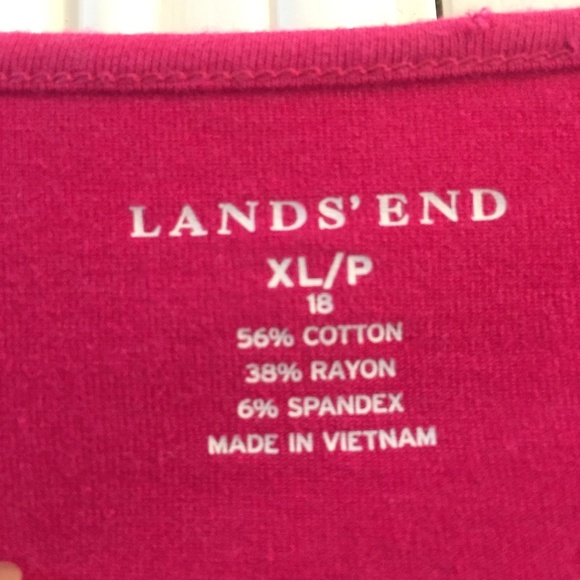 LANDS' END
XL/P
18
56% COTTON
38% RAYON
6% SPANDEX
MADE IN VIETNAM